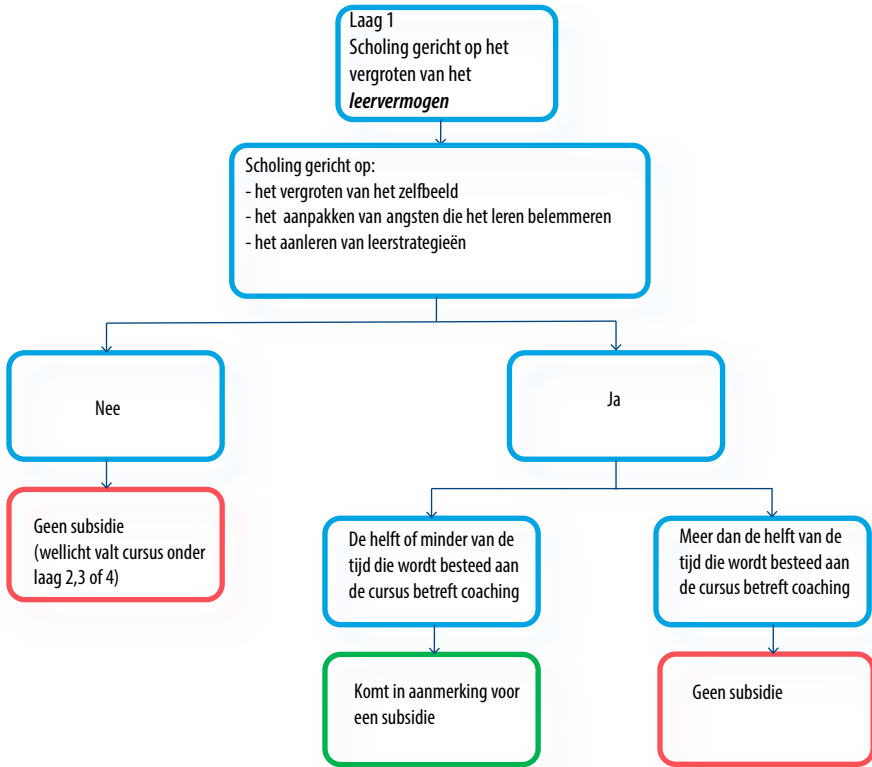 Laag 1
Scholing gericht op het
vergroten van het
leervermogen
Scholing gericht op:
- het vergroten van het zelfbeeld
- het aanpakken van angsten die het leren belemmeren
- het aanleren van leerstrategieën
Nee
Ja
Geen subsidie
(wellicht valt cursus onder
laag 2,3 of 4)
De helft of minder van de
tijd die wordt besteed aan
de cursus betreft coaching
Meer dan de helft van de
tijd die wordt besteed aan
de cursus betreft coaching
Komt in aanmerking voor
een subsidie
Geen subsidie